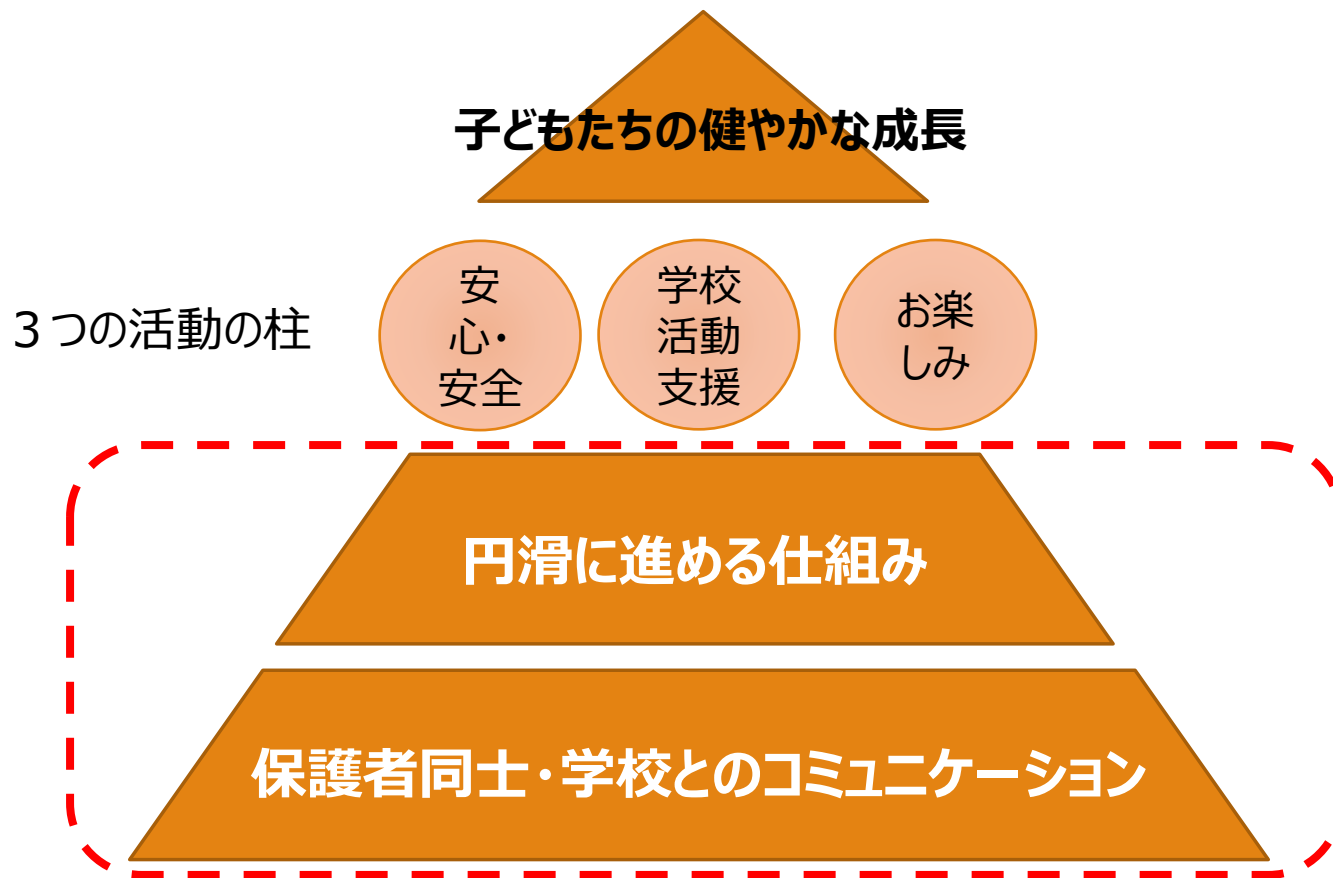 子どもたちの健やかな成長
３つの活動の柱
安
心・
安全
学校
活動
支援
お楽
しみ
円滑に進める仕組み
保護者同士・学校とのコミュニケーション